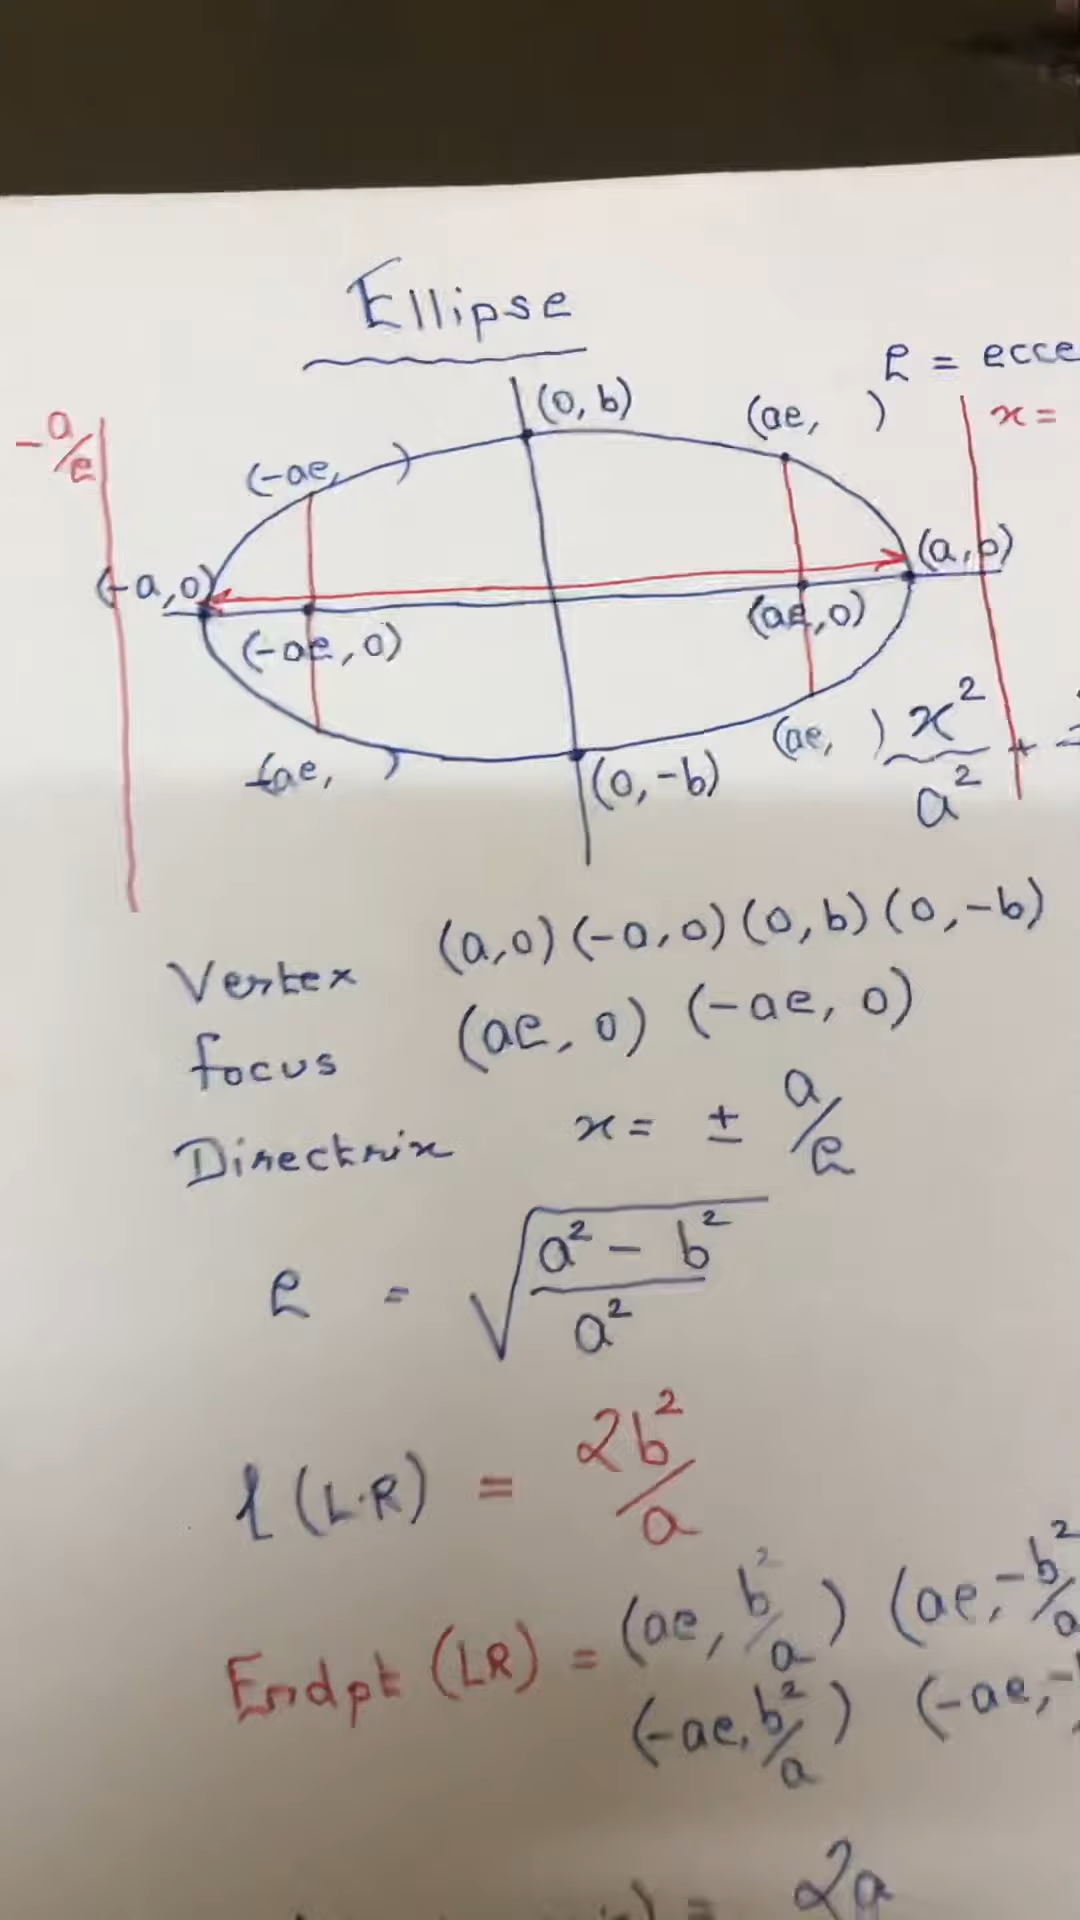 Ellipse
e = ecce
(0, b)
(ae, )
x =
-a/e
(-ae, )
(-a,0)
(a,0)
(-ae,0)
(ae,0)
(ae, )
x²/a² +
(-ae, )
(0,-b)
Vertex (a,0) (-a,0) (0,b) (0,-b)
focus (ae, 0) (-ae, 0)
Directrix x = ± a/e
e = √(a² - b²/a²)
l (L.R) = 2b²/a
Endpt (LR) = (ae, b²/a) (ae, -b²/a
(-ae, b²/a) (-ae, -
) = 2a